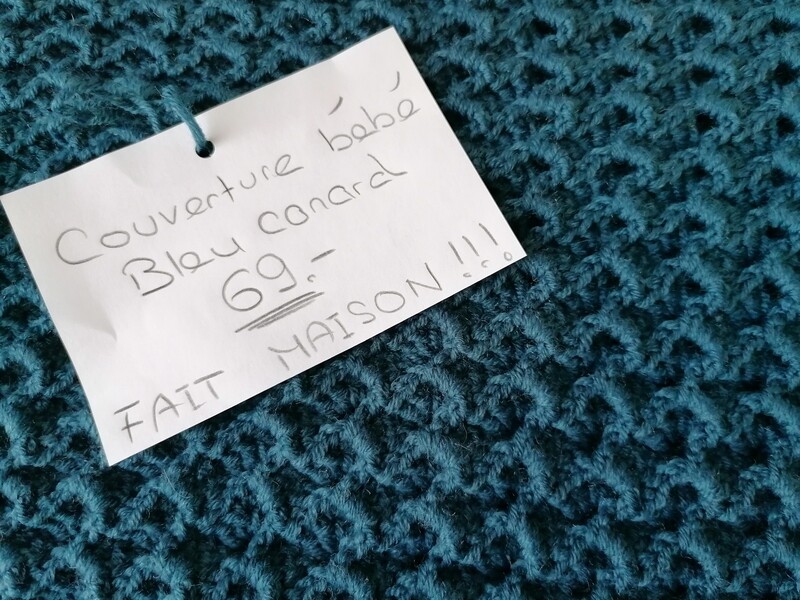 Couverture bébé
Bleu canard
69.-
FAIT MAISON!!!